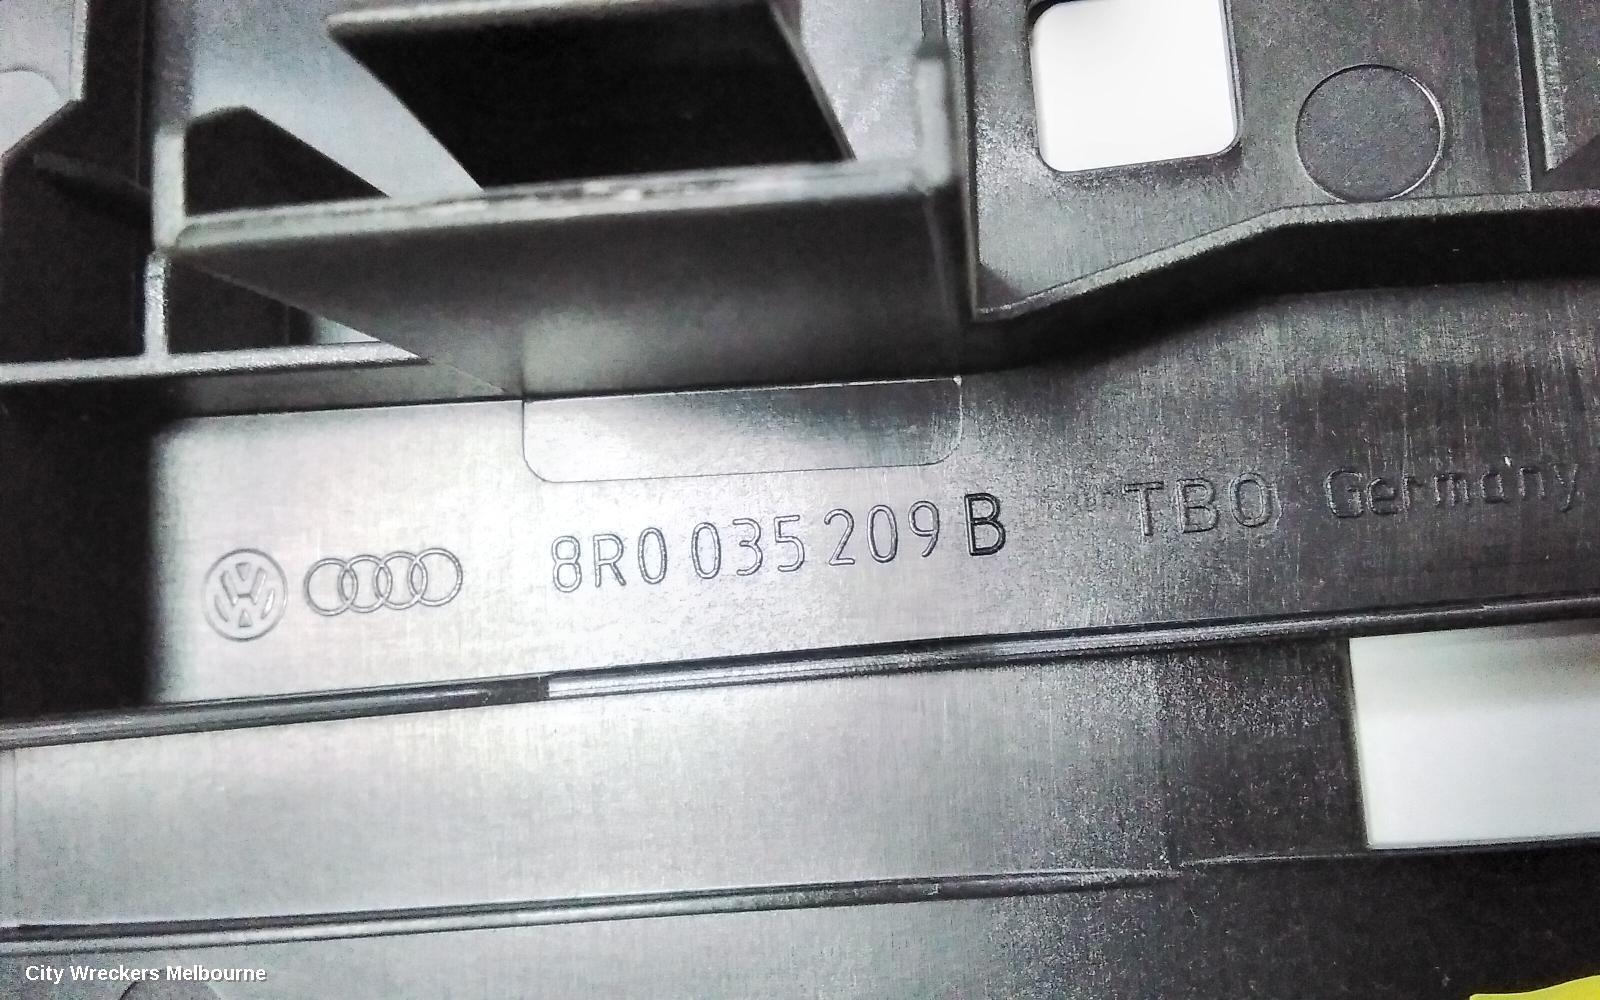 8R0 035 209 B TBO Germany
City Wreckers Melbourne